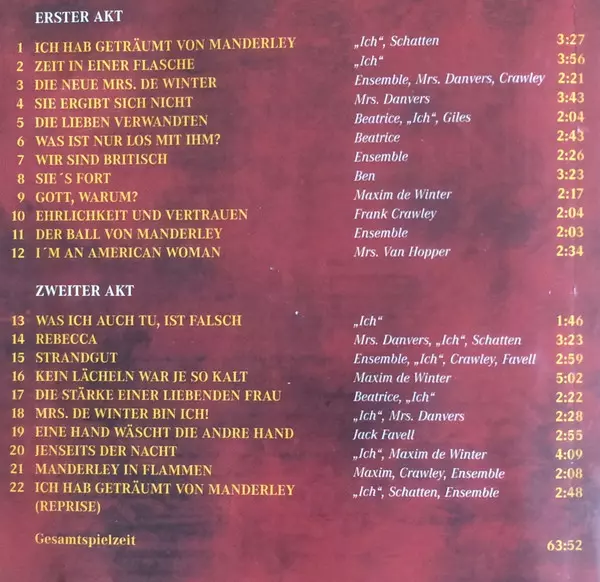 ERSTER AKT
1 ICH HAB GETRÄUMT VON MANDERLEY „Ich“, Schatten 3:27
2 ZEIT IN EINER FLASCHE „Ich“ 3:56
3 DIE NEUE MRS. DE WINTER Ensemble, Mrs. Danvers, Crawley 2:21
4 SIE ERGIBT SICH NICHT Mrs. Danvers 3:43
5 DIE LIEBEN VERWANDTEN Beatrice, „Ich“, Giles 2:04
6 WAS IST NUR LOS MIT IHM? Beatrice 2:43
7 WIR SIND BRITISCH Ensemble 2:26
8 SIE´S FORT Ben 3:23
9 GOTT, WARUM? Maxim de Winter 2:17
10 EHRLICHKEIT UND VERTRAUEN Frank Crawley 2:04
11 DER BALL VON MANDERLEY Ensemble 2:03
12 I´M AN AMERICAN WOMAN Mrs. Van Hopper 2:34
ZWEITER AKT
13 WAS ICH AUCH TU, IST FALSCH „Ich“ 1:46
14 REBECCA Mrs. Danvers, „Ich“, Schatten 3:23
15 STRANDGUT Ensemble, „Ich“, Crawley, Favell 2:59
16 KEIN LÄCHELN WAR JE SO KALT Maxim de Winter 5:02
17 DIE STÄRKE EINER LIEBENDEN FRAU Beatrice, „Ich“ 2:22
18 MRS. DE WINTER BIN ICH! „Ich“, Mrs. Danvers 2:28
19 EINE HAND WÄSCHT DIE ANDRE HAND Jack Favell 2:55
20 JENSEITS DER NACHT „Ich“, Maxim de Winter 4:09
21 MANDERLEY IN FLAMMEN Maxim, Crawley, Ensemble 2:08
22 ICH HAB GETRÄUMT VON MANDERLEY „Ich“, Schatten, Ensemble 2:48
(REPRISE)
Gesamtspielzeit 63:52